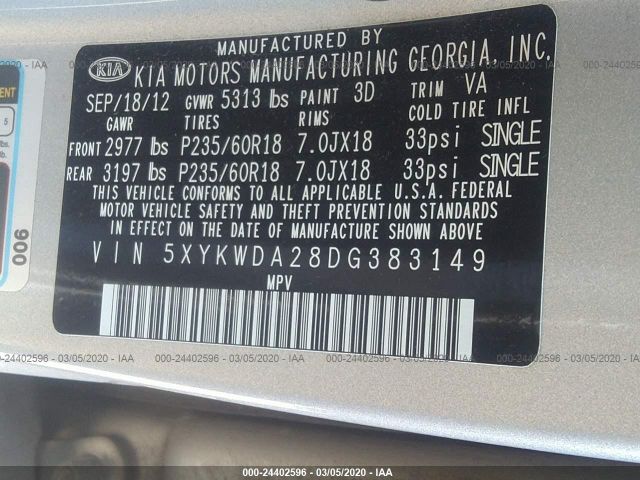 MANUFACTURED BY
KIA KIA MOTORS MANUFACTURING GEORGIA, INC.
SEP/18/12 GVWR 5313 lbs PAINT 3D TRIM VA
GAWR TIRES RIMS COLD TIRE INFL
FRONT 2977 lbs P235/60R18 7.0JX18 33psi SINGLE
REAR 3197 lbs P235/60R18 7.0JX18 33psi SINGLE
THIS VEHICLE CONFORMS TO ALL APPLICABLE U.S.A. FEDERAL
MOTOR VEHICLE SAFETY AND THEFT PREVENTION STANDARDS
IN EFFECT ON THE DATE OF MANUFACTURE SHOWN ABOVE
VIN 5XYKWDA28DG383149
MPV
5
006
000-24402596 - 03/05/2020 - IAA